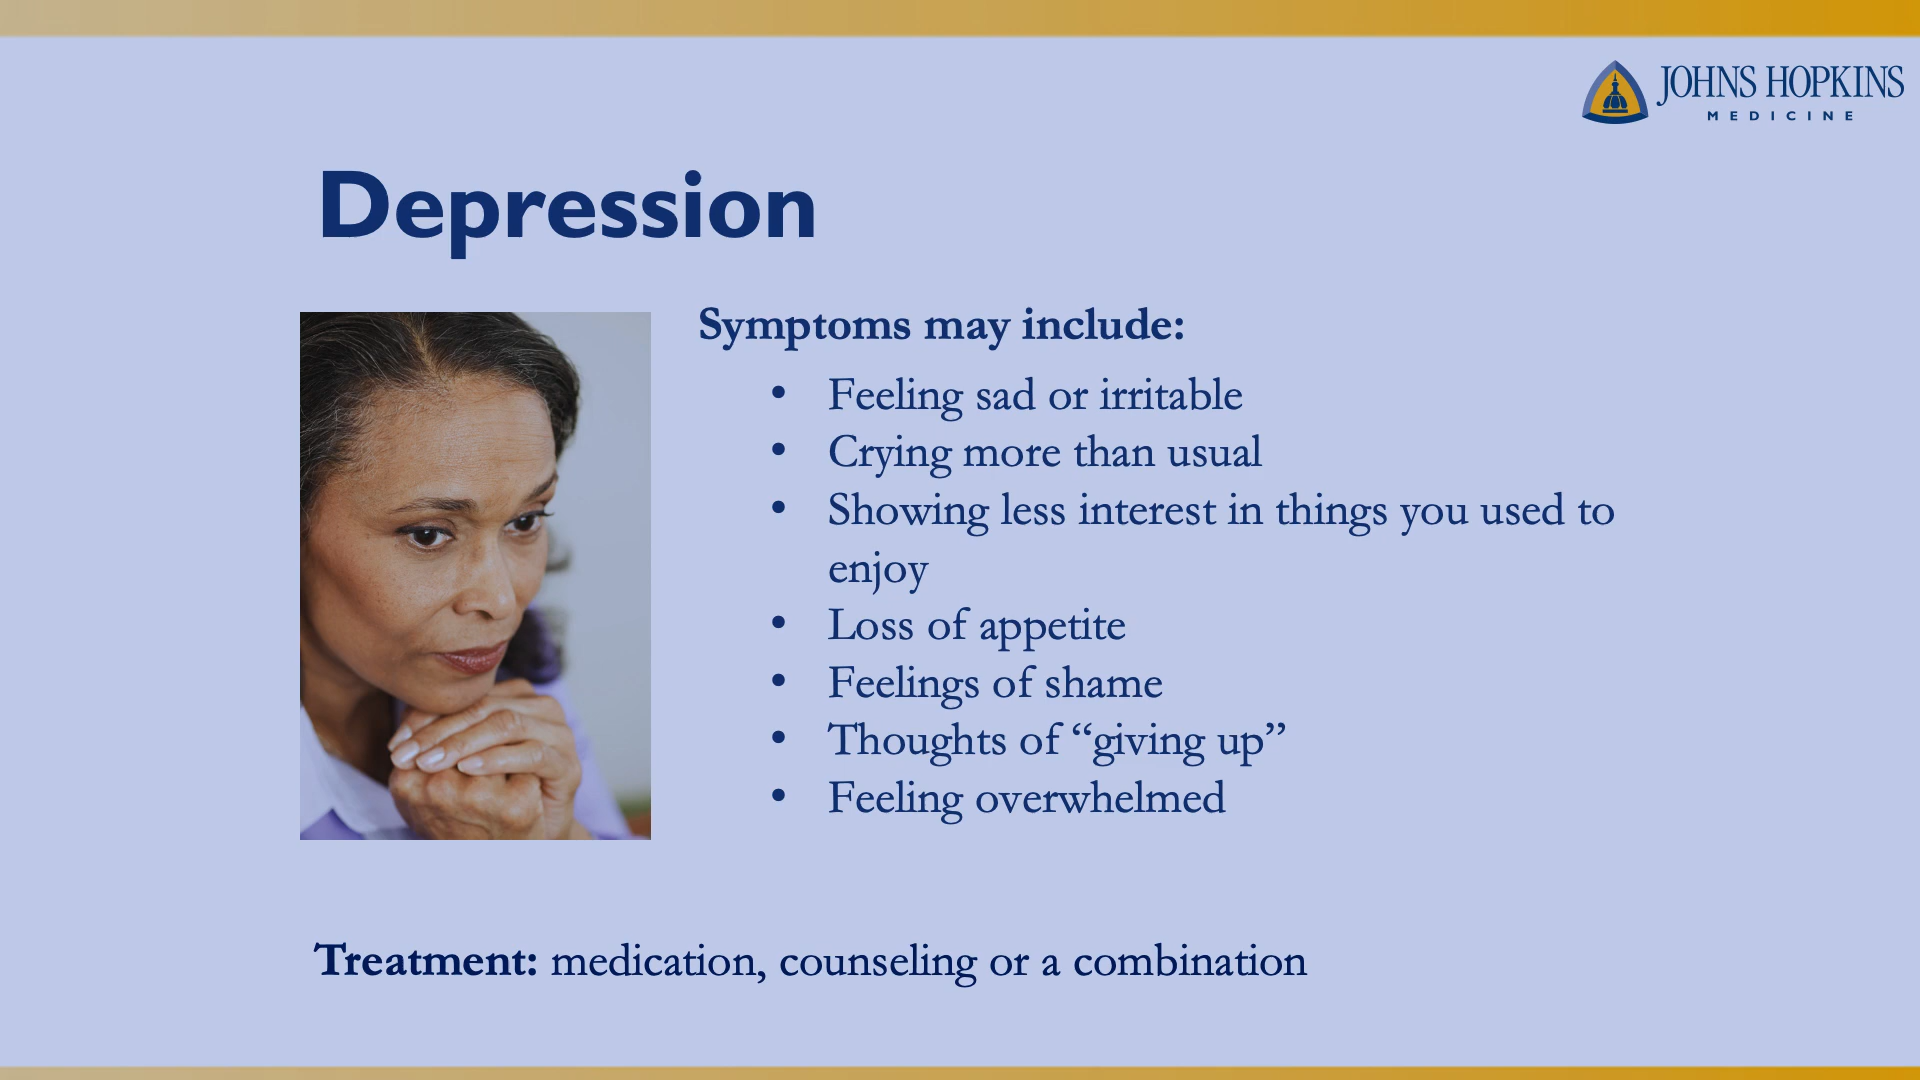 JOHNS HOPKINS
MEDICINE
Depression
Symptoms may include:
• Feeling sad or irritable
• Crying more than usual
• Showing less interest in things you used to
enjoy
• Loss of appetite
• Feelings of shame
• Thoughts of “giving up”
• Feeling overwhelmed
Treatment: medication, counseling or a combination